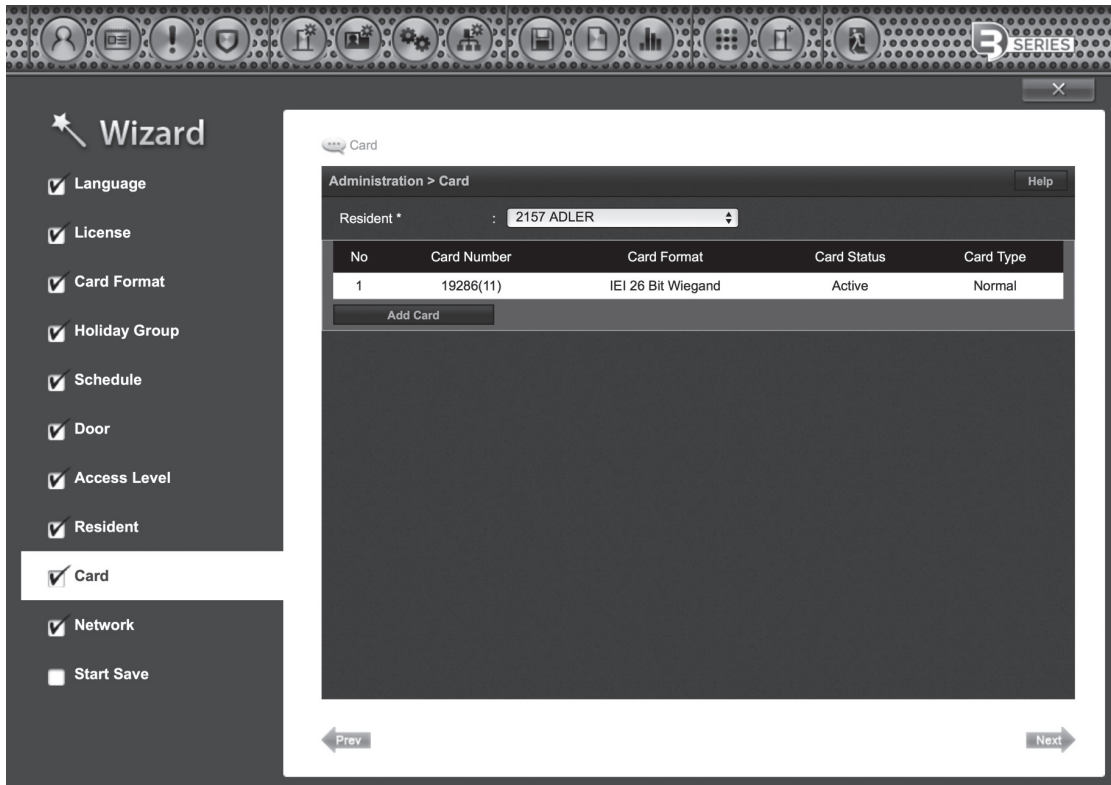 3 SERIES
Wizard
Language
License
Card Format
Holiday Group
Schedule
Door
Access Level
Resident
Card
Network
Start Save
Card
Administration > Card
Help
Resident * : 2157 ADLER
No Card Number Card Format Card Status Card Type
1 19286(11) IEI 26 Bit Wiegand Active Normal
Add Card
Prev
Next